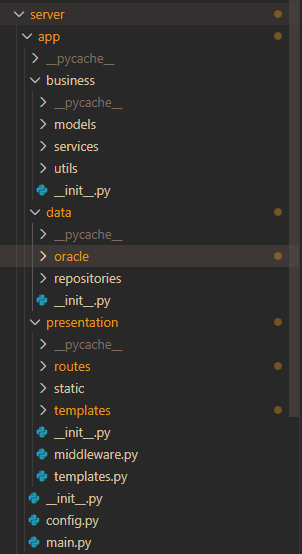 server
app
__pycache__
business
__pycache__
models
services
utils
__init__.py
data
__pycache__
oracle
repositories
__init__.py
presentation
__pycache__
routes
static
templates
__init__.py
middleware.py
templates.py
__init__.py
config.py
main.py